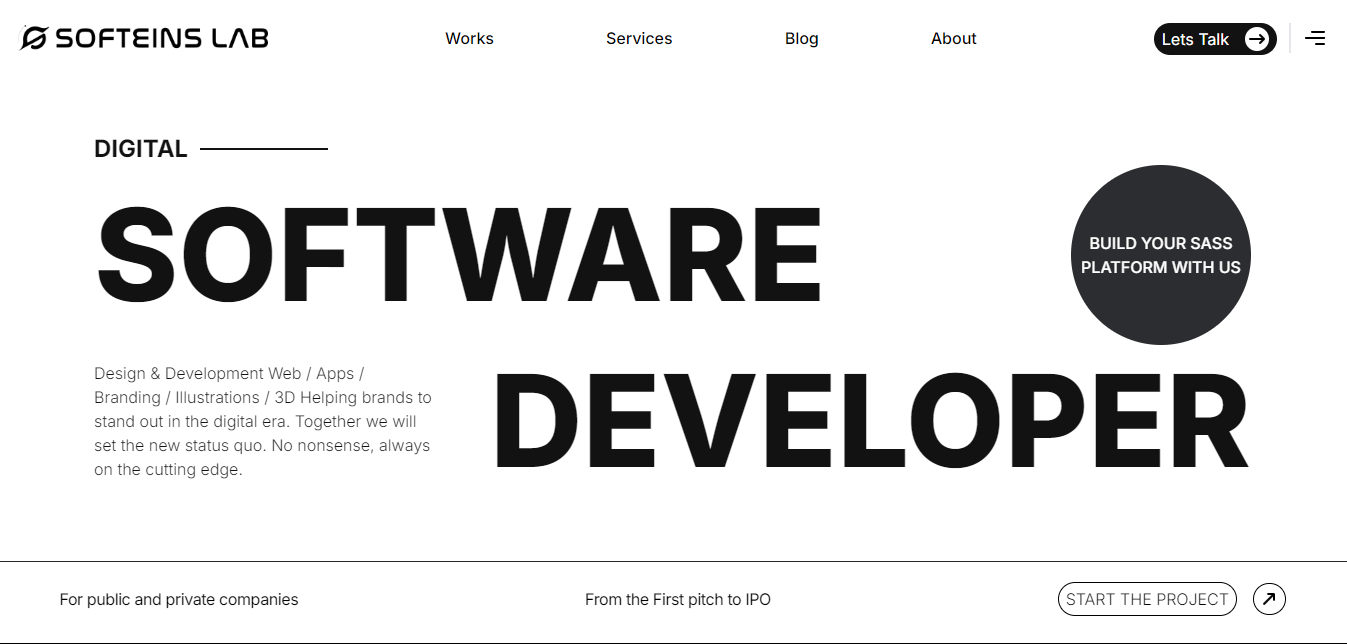 SOFTEINS LAB
Works
Services
Blog
About
Lets Talk
DIGITAL
SOFTWARE
BUILD YOUR SASS
PLATFORM WITH US
Design & Development Web / Apps /
Branding / Illustrations / 3D Helping brands to
stand out in the digital era. Together we will
set the new status quo. No nonsense, always
on the cutting edge.
DEVELOPER
For public and private companies
From the First pitch to IPO
START THE PROJECT